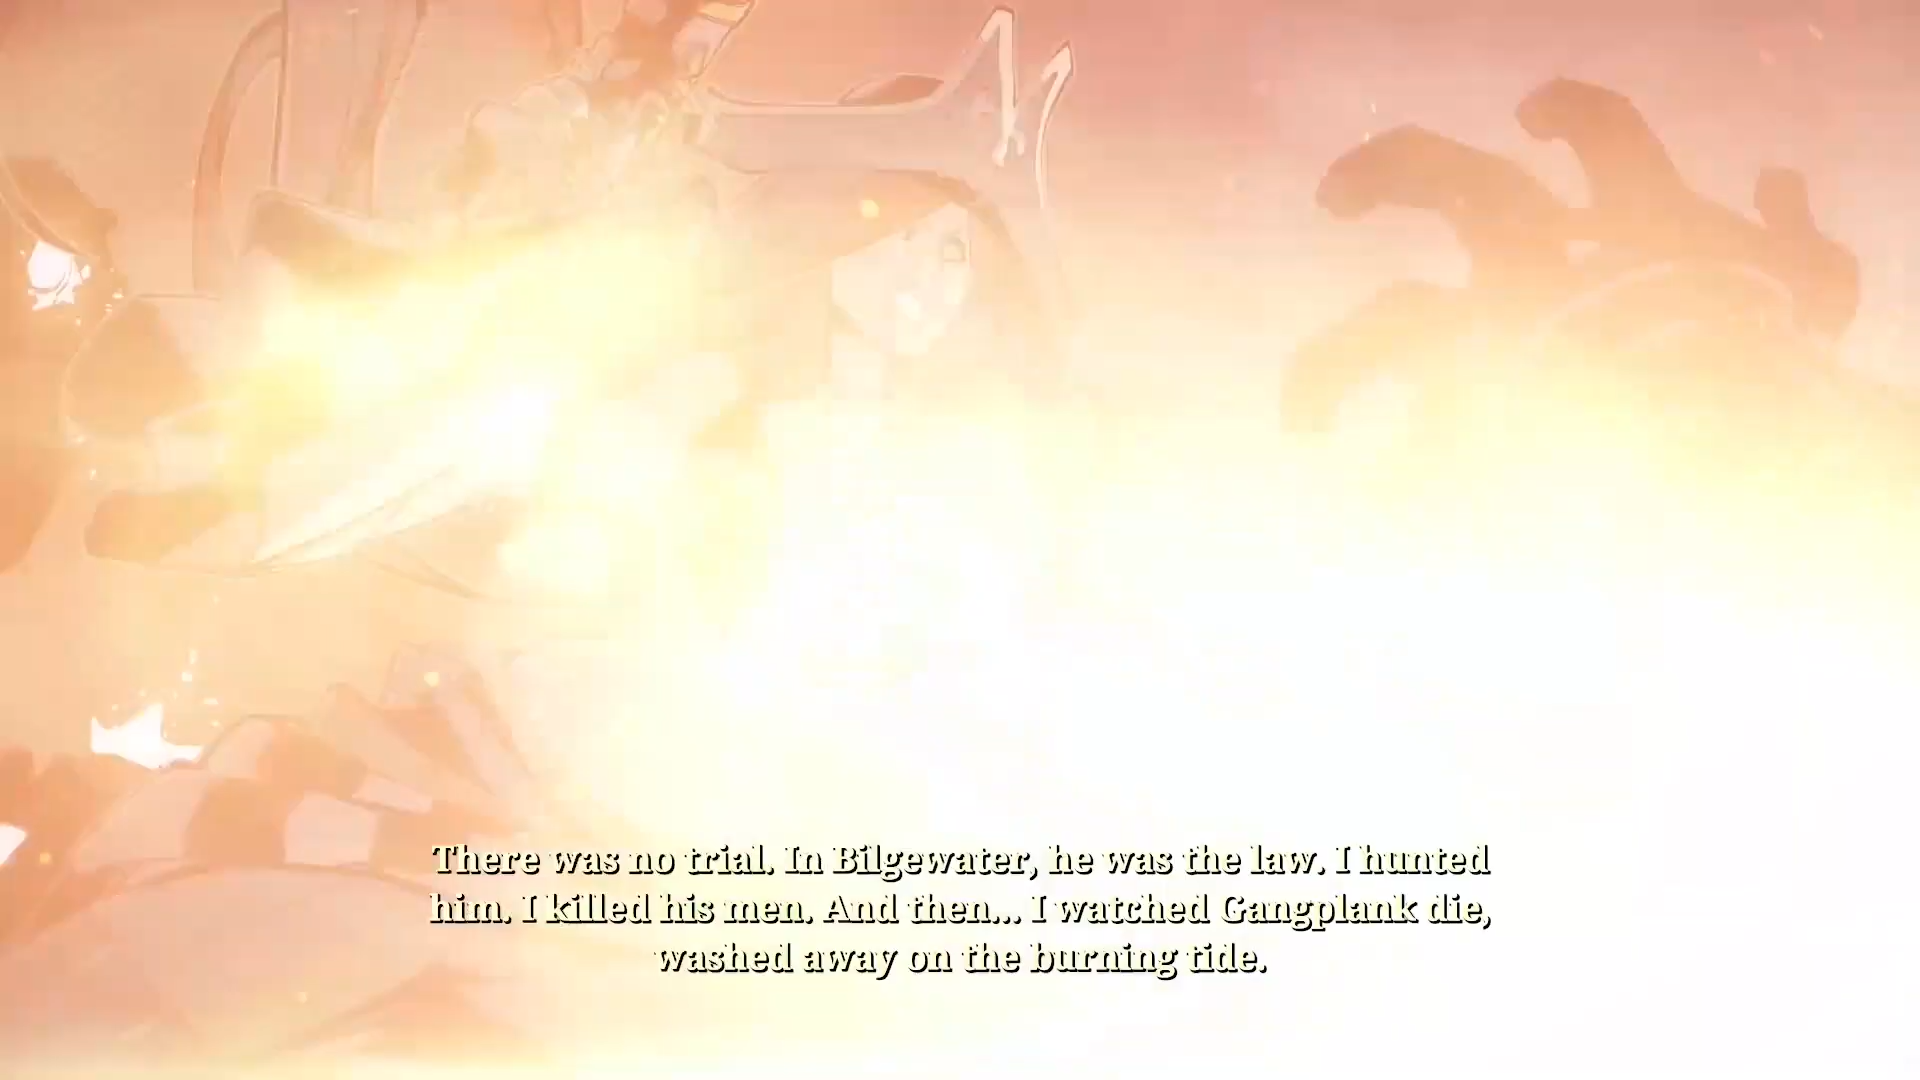 There was no trial. In Bilgewater, he was the law. I hunted
him. I killed his men. And then... I watched Gangplank die,
washed away on the burning tide.